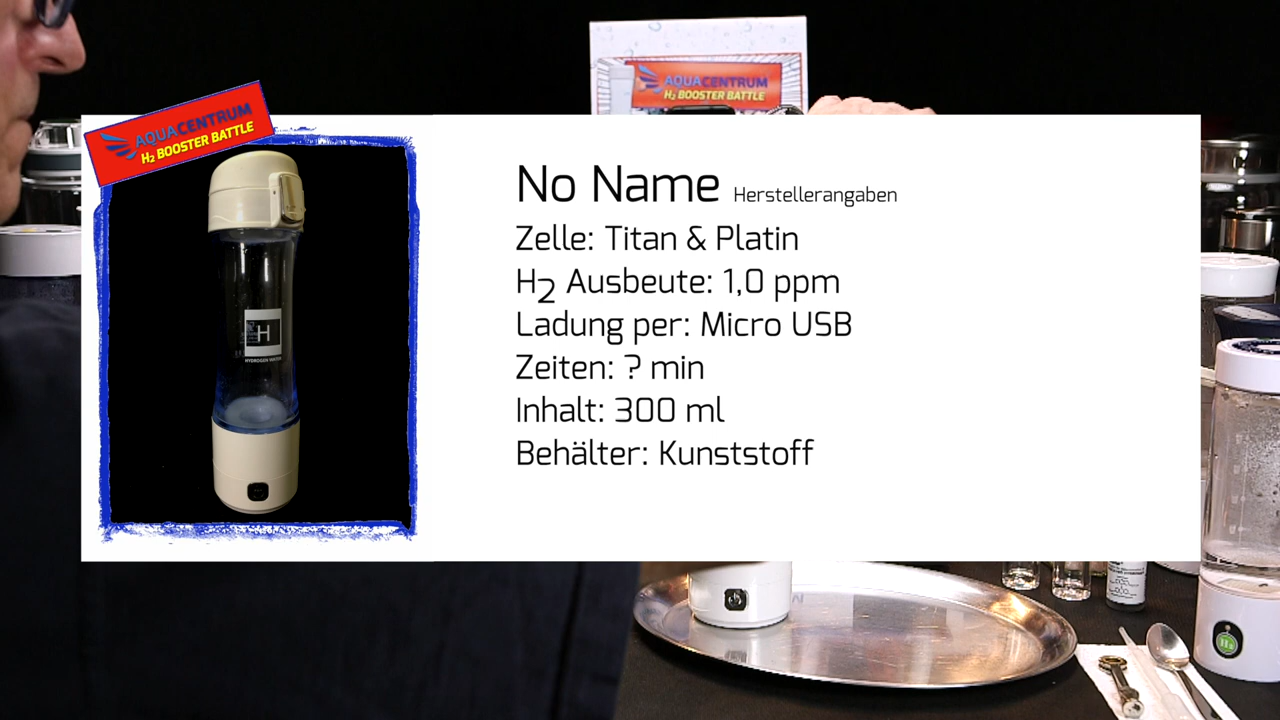 AQUACENTRUM
H₂ BOOSTER BATTLE
AQUACENTRUM
H₂ BOOSTER BATTLE
No Name Herstellerangaben
Zelle: Titan & Platin
H2 Ausbeute: 1,0 ppm
Ladung per: Micro USB
Zeiten: ? min
Inhalt: 300 ml
Behälter: Kunststoff
H
HYDROGEN WATER